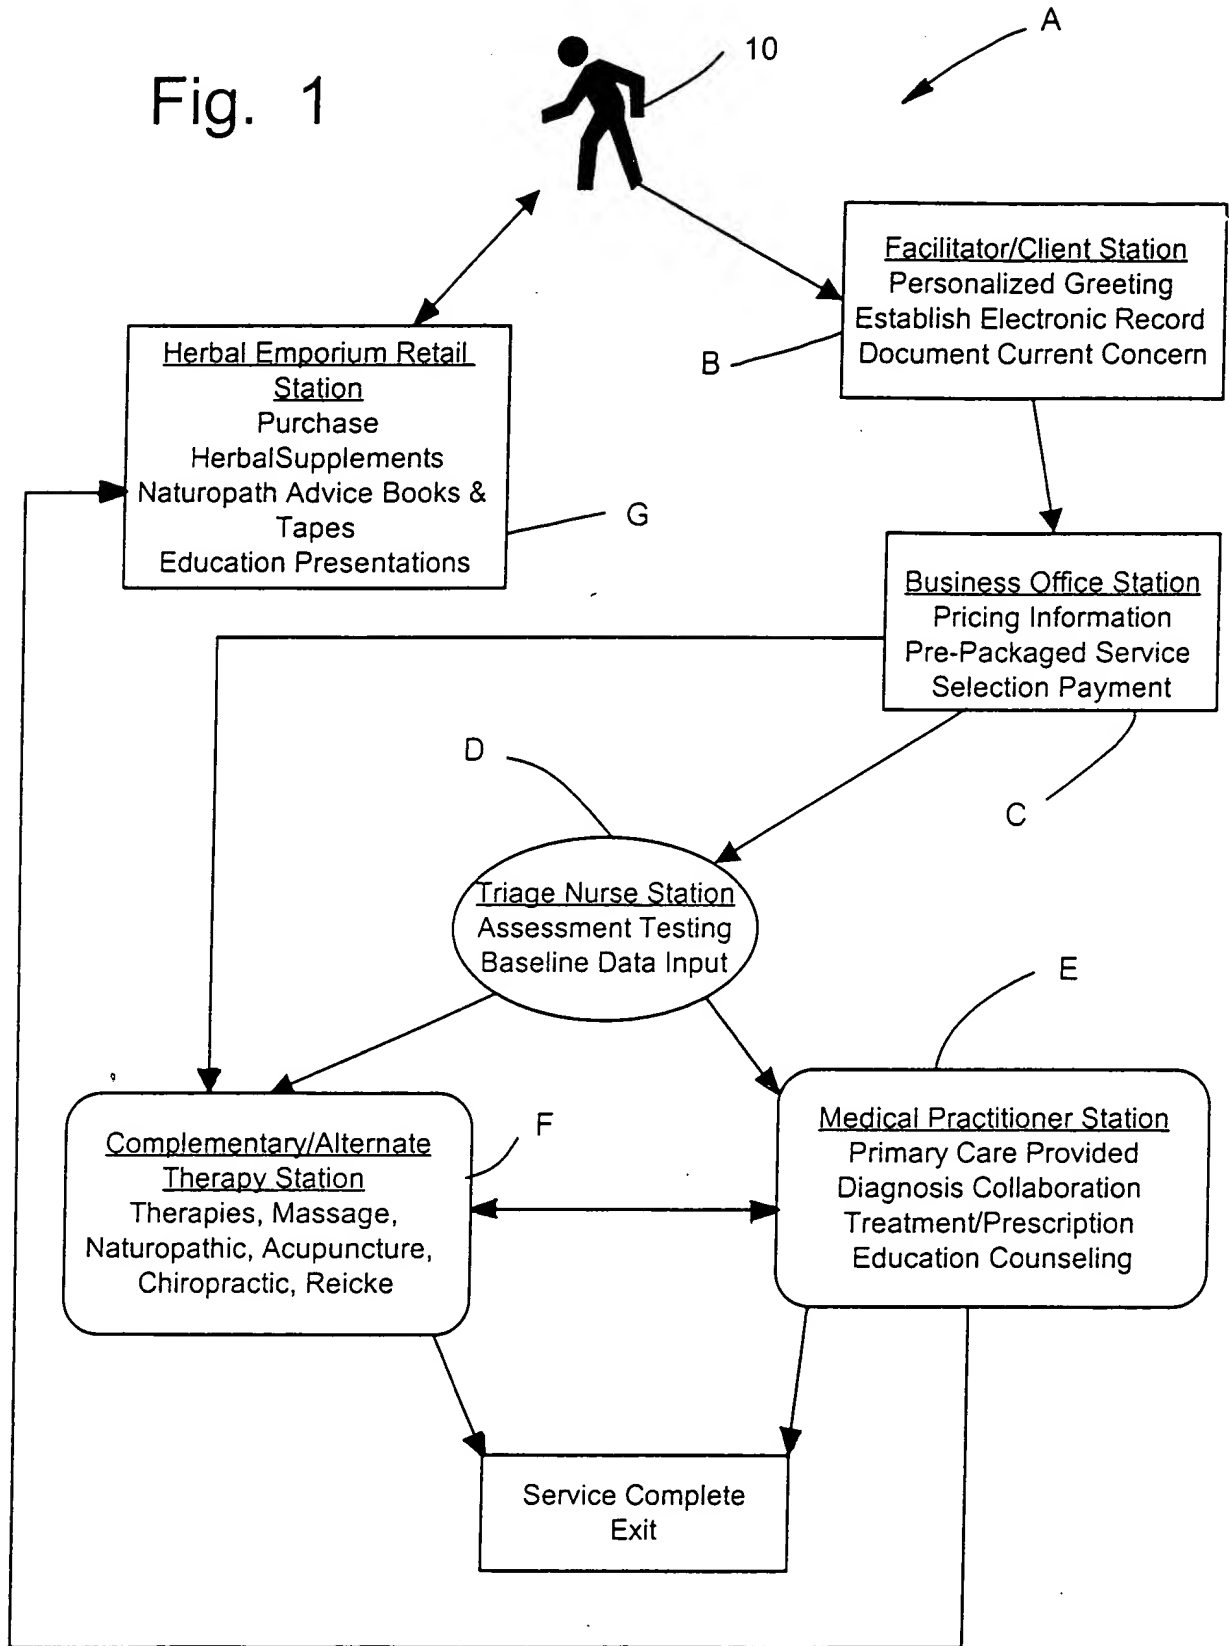 A
10
Fig. 1
Facilitator/Client Station
Personalized Greeting
Establish Electronic Record
Document Current Concern
B
Herbal Emporium Retail
Station
Purchase
HerbalSupplements
Naturopath Advice Books &
Tapes
Education Presentations
G
Business Office Station
Pricing Information
Pre-Packaged Service
Selection Payment
C
D
Triage Nurse Station
Assessment Testing
Baseline Data Input
E
Complementary/Alternate
Therapy Station
Therapies, Massage,
Naturopathic, Acupuncture,
Chiropractic, Reicke
F
Medical Practitioner Station
Primary Care Provided
Diagnosis Collaboration
Treatment/Prescription
Education Counseling
Service Complete
Exit